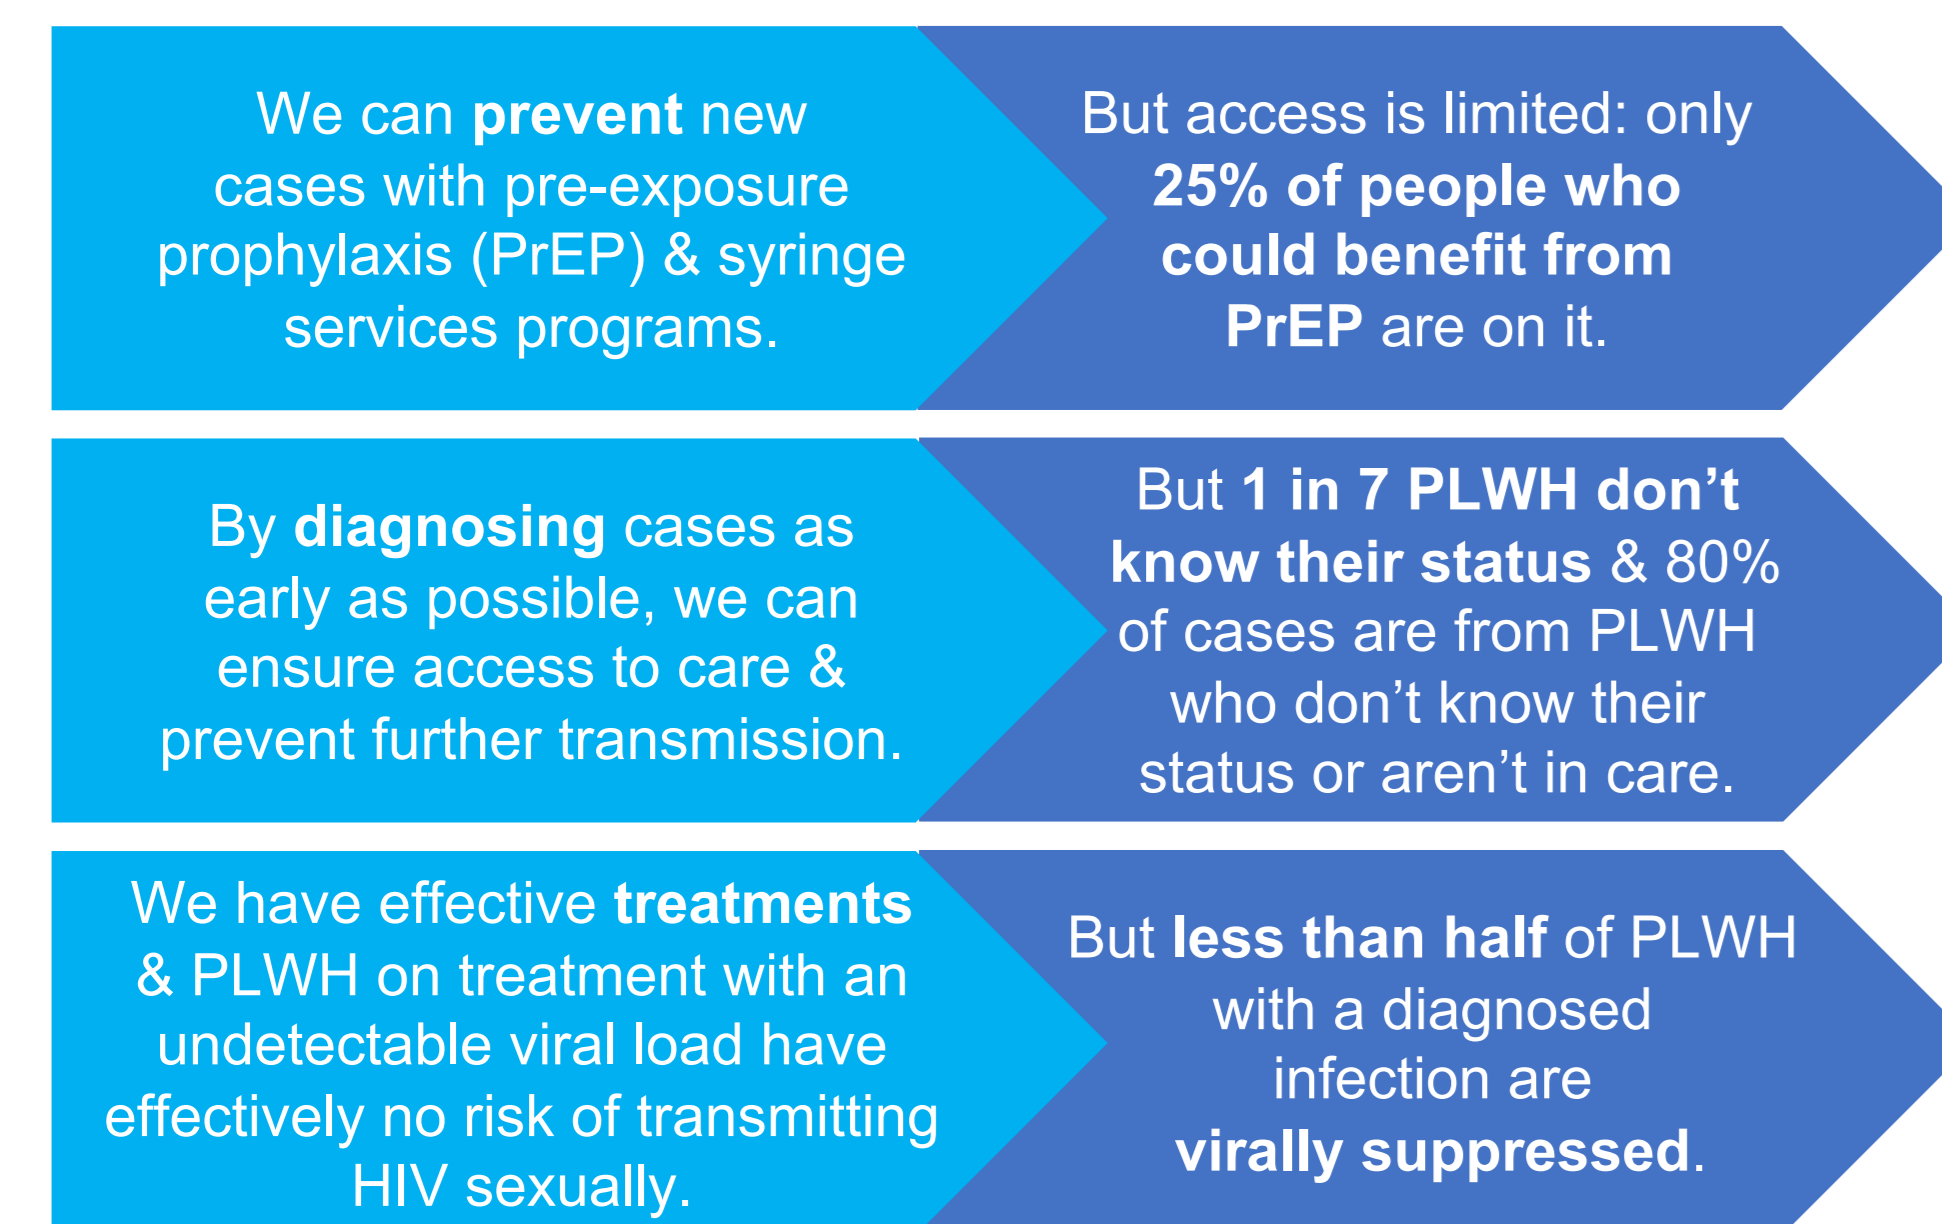 We can prevent new
cases with pre-exposure
prophylaxis (PrEP) & syringe
services programs.
But access is limited: only
25% of people who
could benefit from
PrEP are on it.
By diagnosing cases as
early as possible, we can
ensure access to care &
prevent further transmission.
But 1 in 7 PLWH don’t
know their status & 80%
of cases are from PLWH
who don’t know their
status or aren’t in care.
We have effective treatments
& PLWH on treatment with an
undetectable viral load have
effectively no risk of transmitting
HIV sexually.
But less than half of PLWH
with a diagnosed
infection are
virally suppressed.